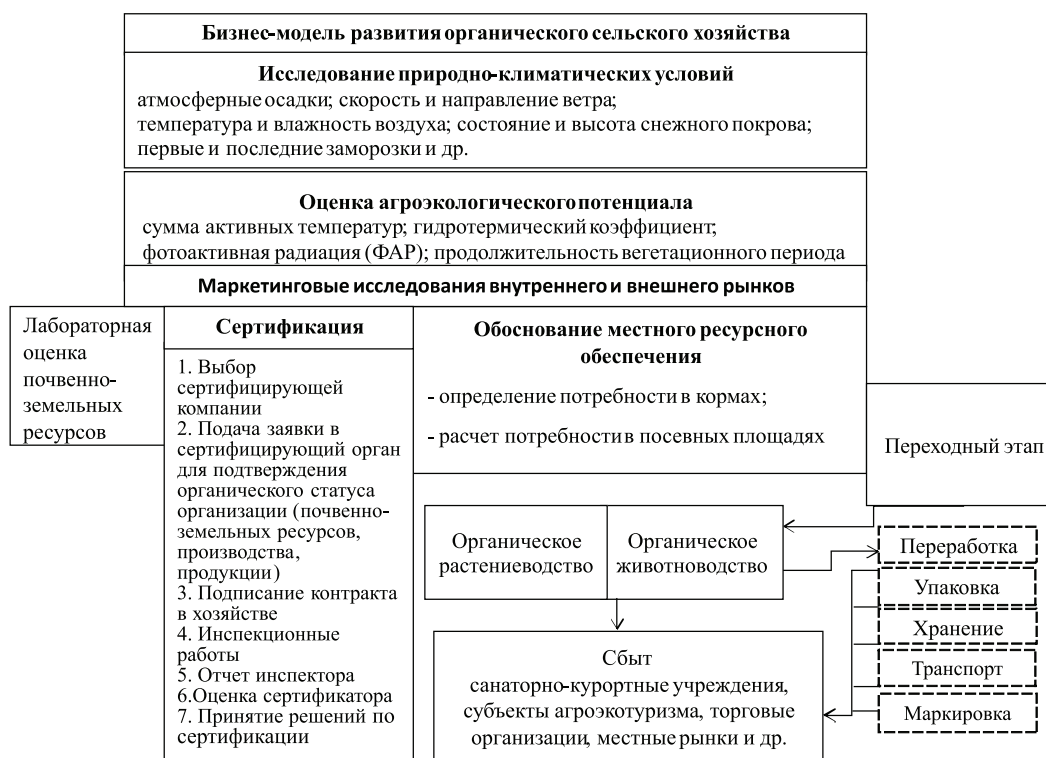 Бизнес-модель развития органического сельского хозяйства
Исследование природно-климатических условий
атмосферные осадки; скорость и направление ветра;
температура и влажность воздуха; состояние и высота снежного покрова;
первые и последние заморозки и др.
Оценка агроэкологического потенциала
сумма активных температур; гидротермический коэффициент;
фотоактивная радиация (ФАР); продолжительность вегетационного периода
Маркетинговые исследования внутреннего и внешнего рынков
Лабораторная
оценка
почвенно-
земельных
ресурсов
Сертификация
1. Выбор
сертифицирующей
компании
2. Подача заявки в
сертифицирующий орган
для подтверждения
органического статуса
организации (почвенно-
земельных ресурсов,
производства,
продукции)
3. Подписание контракта
в хозяйстве
4. Инспекционные
работы
5. Отчет инспектора
6.Оценка сертификатора
7. Принятие решений по
сертификации
Обоснование местного ресурсного
обеспечения
- определение потребности в кормах;
- расчет потребности в посевных площадях
Переходный этап
Органическое
растениеводство
Органическое
животноводство
Переработка
Упаковка
Хранение
Транспорт
Маркировка
Сбыт
санаторно-курортные учреждения,
субъекты агроэкотуризма, торговые
организации, местные рынки и др.